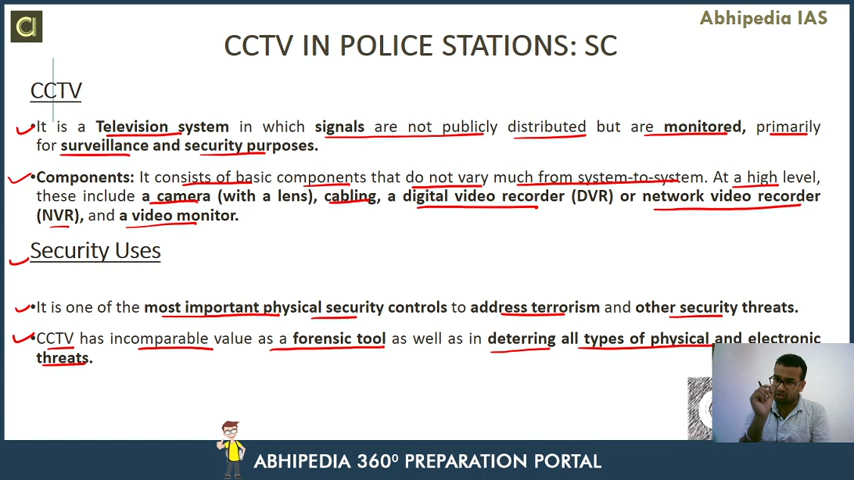 Abhipedia IAS
CCTV IN POLICE STATIONS: SC
CCTV
•It is a Television system in which signals are not publicly distributed but are monitored, primarily
for surveillance and security purposes.
•Components: It consists of basic components that do not vary much from system-to-system. At a high level,
these include a camera (with a lens), cabling, a digital video recorder (DVR) or network video recorder
(NVR), and a video monitor.
Security Uses
•It is one of the most important physical security controls to address terrorism and other security threats.
•CCTV has incomparable value as a forensic tool as well as in deterring all types of physical and electronic
threats.
ABHIPEDIA 360⁰ PREPARATION PORTAL